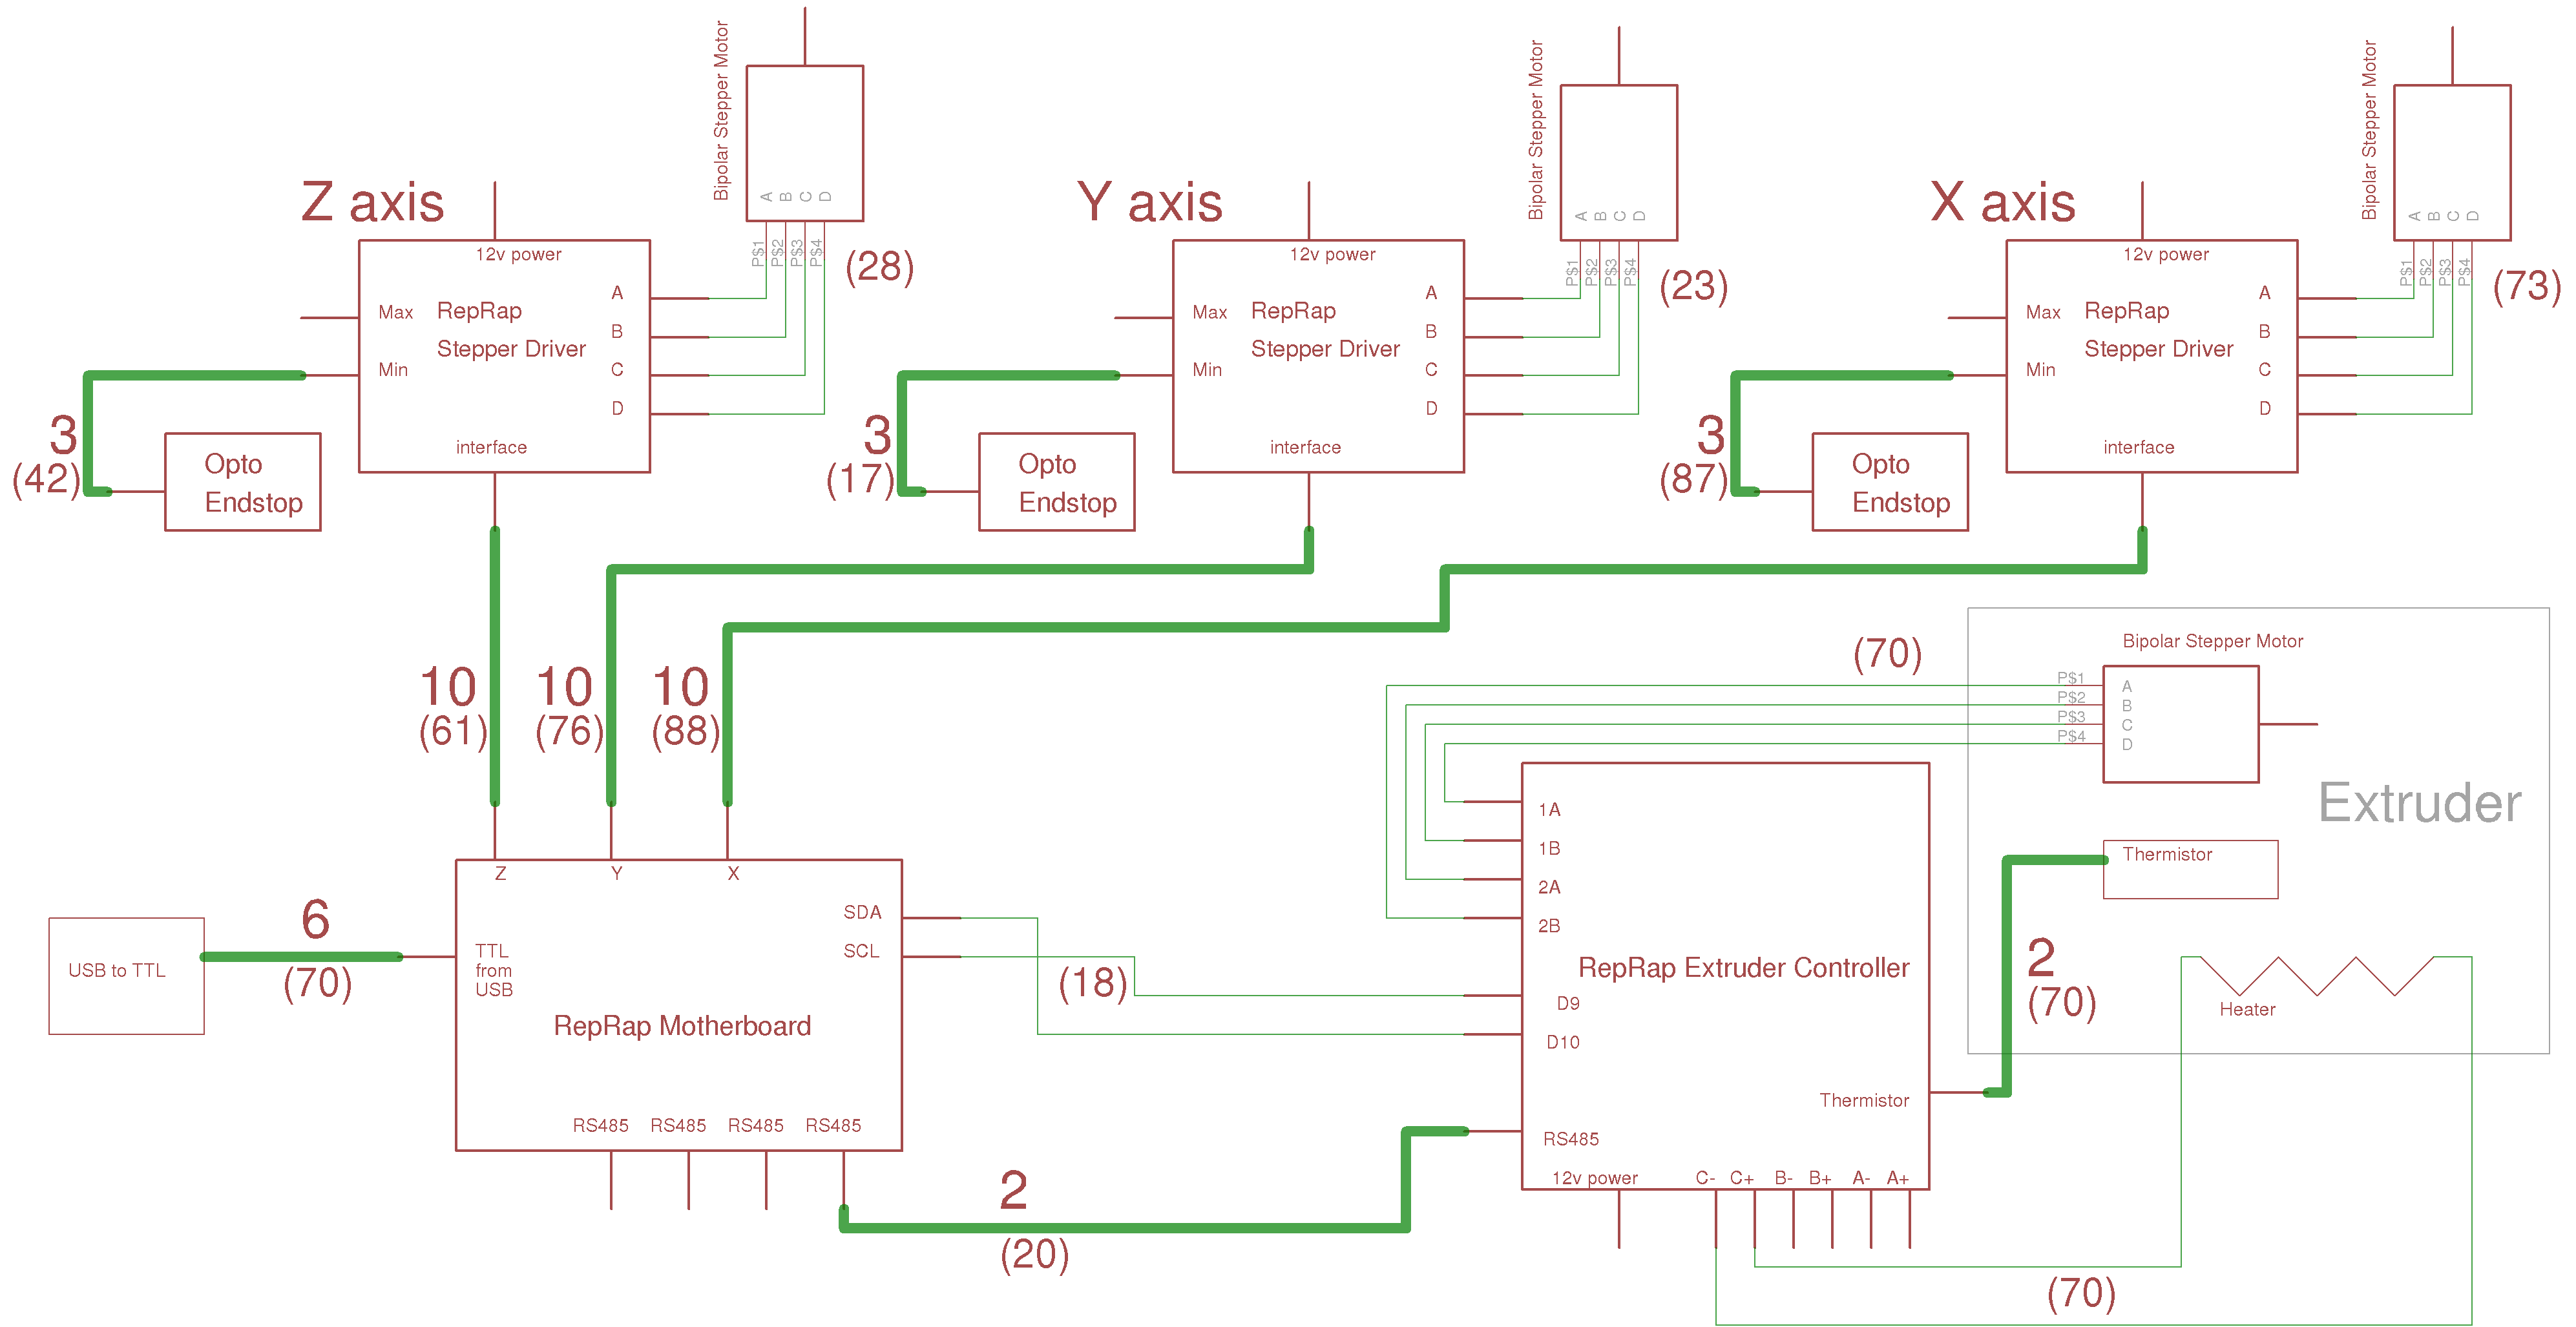 Z axis
12v power
Max
RepRap
Stepper Driver
Min
A
B
C
D
interface
Bipolar Stepper Motor
A
B
C
D
P$1
P$2
P$3
P$4
(28)
3
(42)
Opto
Endstop
Y axis
12v power
Max
RepRap
Stepper Driver
Min
A
B
C
D
interface
Bipolar Stepper Motor
A
B
C
D
P$1
P$2
P$3
P$4
(23)
3
(17)
Opto
Endstop
X axis
12v power
Max
RepRap
Stepper Driver
Min
A
B
C
D
interface
Bipolar Stepper Motor
A
B
C
D
P$1
P$2
P$3
P$4
(73)
3
(87)
Opto
Endstop
10
(61)
10
(76)
10
(88)
USB to TTL
6
(70)
Z
Y
X
SDA
SCL
TTL
from
USB
RepRap Motherboard
RS485
RS485
RS485
RS485
(18)
2
(20)
1A
1B
2A
2B
RepRap Extruder Controller
D9
D10
Thermistor
RS485
12v power
C-
C+
B-
B+
A-
A+
(70)
Bipolar Stepper Motor
P$1
P$2
P$3
P$4
A
B
C
D
Extruder
Thermistor
2
(70)
Heater
(70)